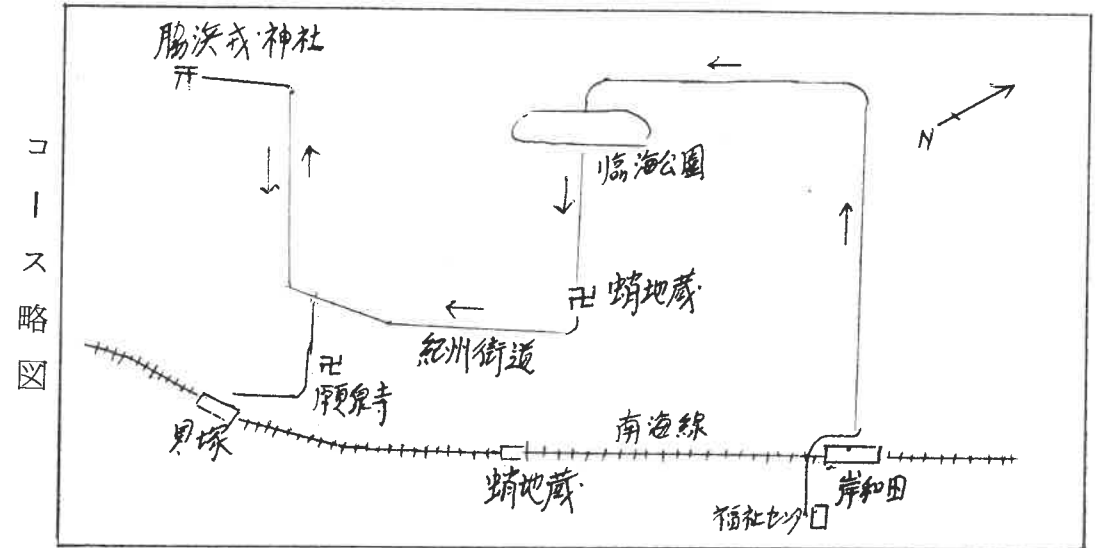 コース略図
脇浜戎神社
臨海公園
N
卍 蛸地蔵
紀州街道
卍
願泉寺
貝塚
南海線
蛸地蔵
岸和田
福祉センタ